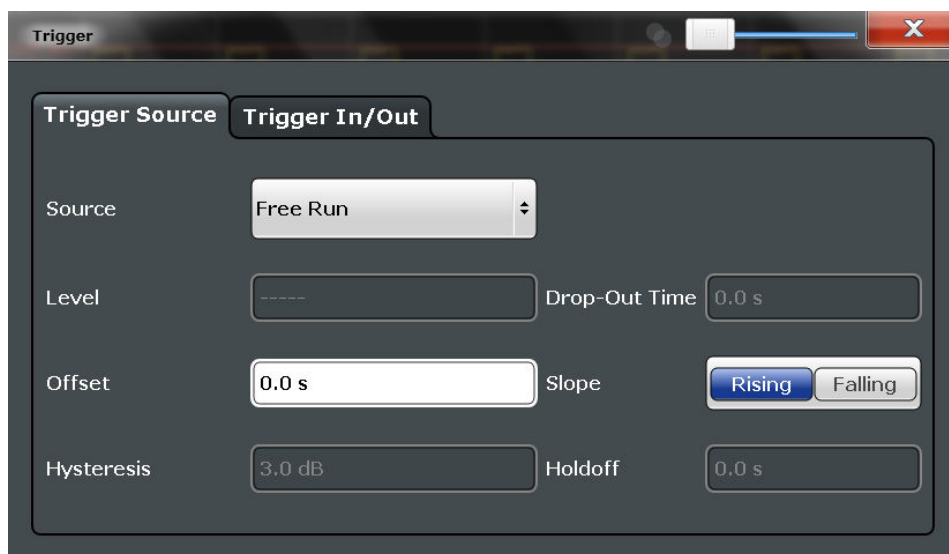 Trigger
X
Trigger Source Trigger In/Out
Source Free Run
Level ----- Drop-Out Time 0.0 s
Offset 0.0 s Slope Rising Falling
Hysteresis 3.0 dB Holdoff 0.0 s